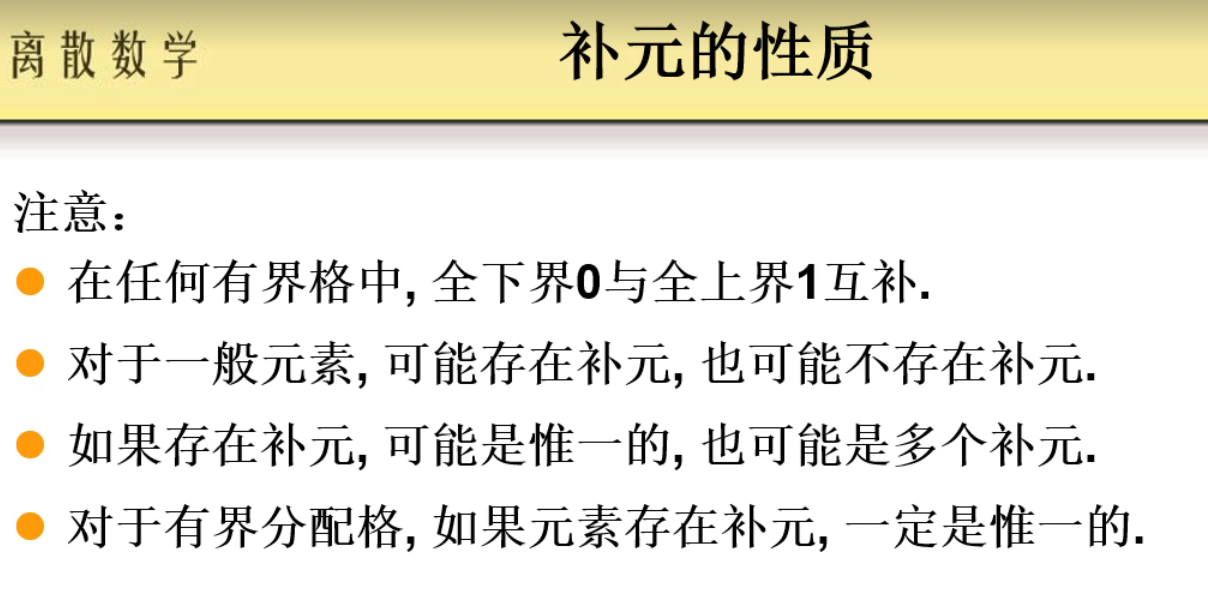 离散数学
补元的性质
注意：
在任何有界格中, 全下界0与全上界1互补.
对于一般元素, 可能存在补元, 也可能不存在补元.
如果存在补元, 可能是惟一的, 也可能是多个补元.
对于有界分配格, 如果元素存在补元, 一定是惟一的.